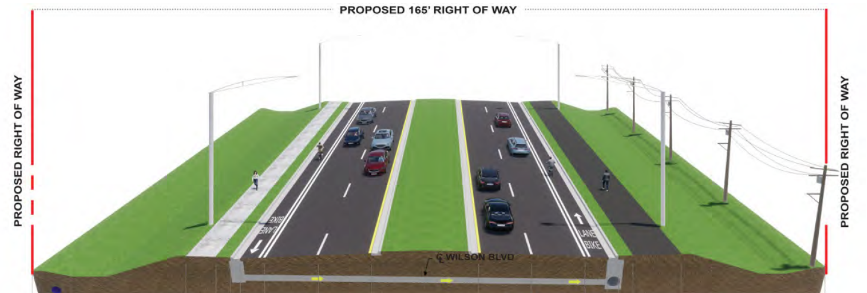 PROPOSED 165' RIGHT OF WAY
PROPOSED RIGHT OF WAY
PROPOSED RIGHT OF WAY
BIKE
LANE
LANE
BIKE
℄ WILSON BLVD